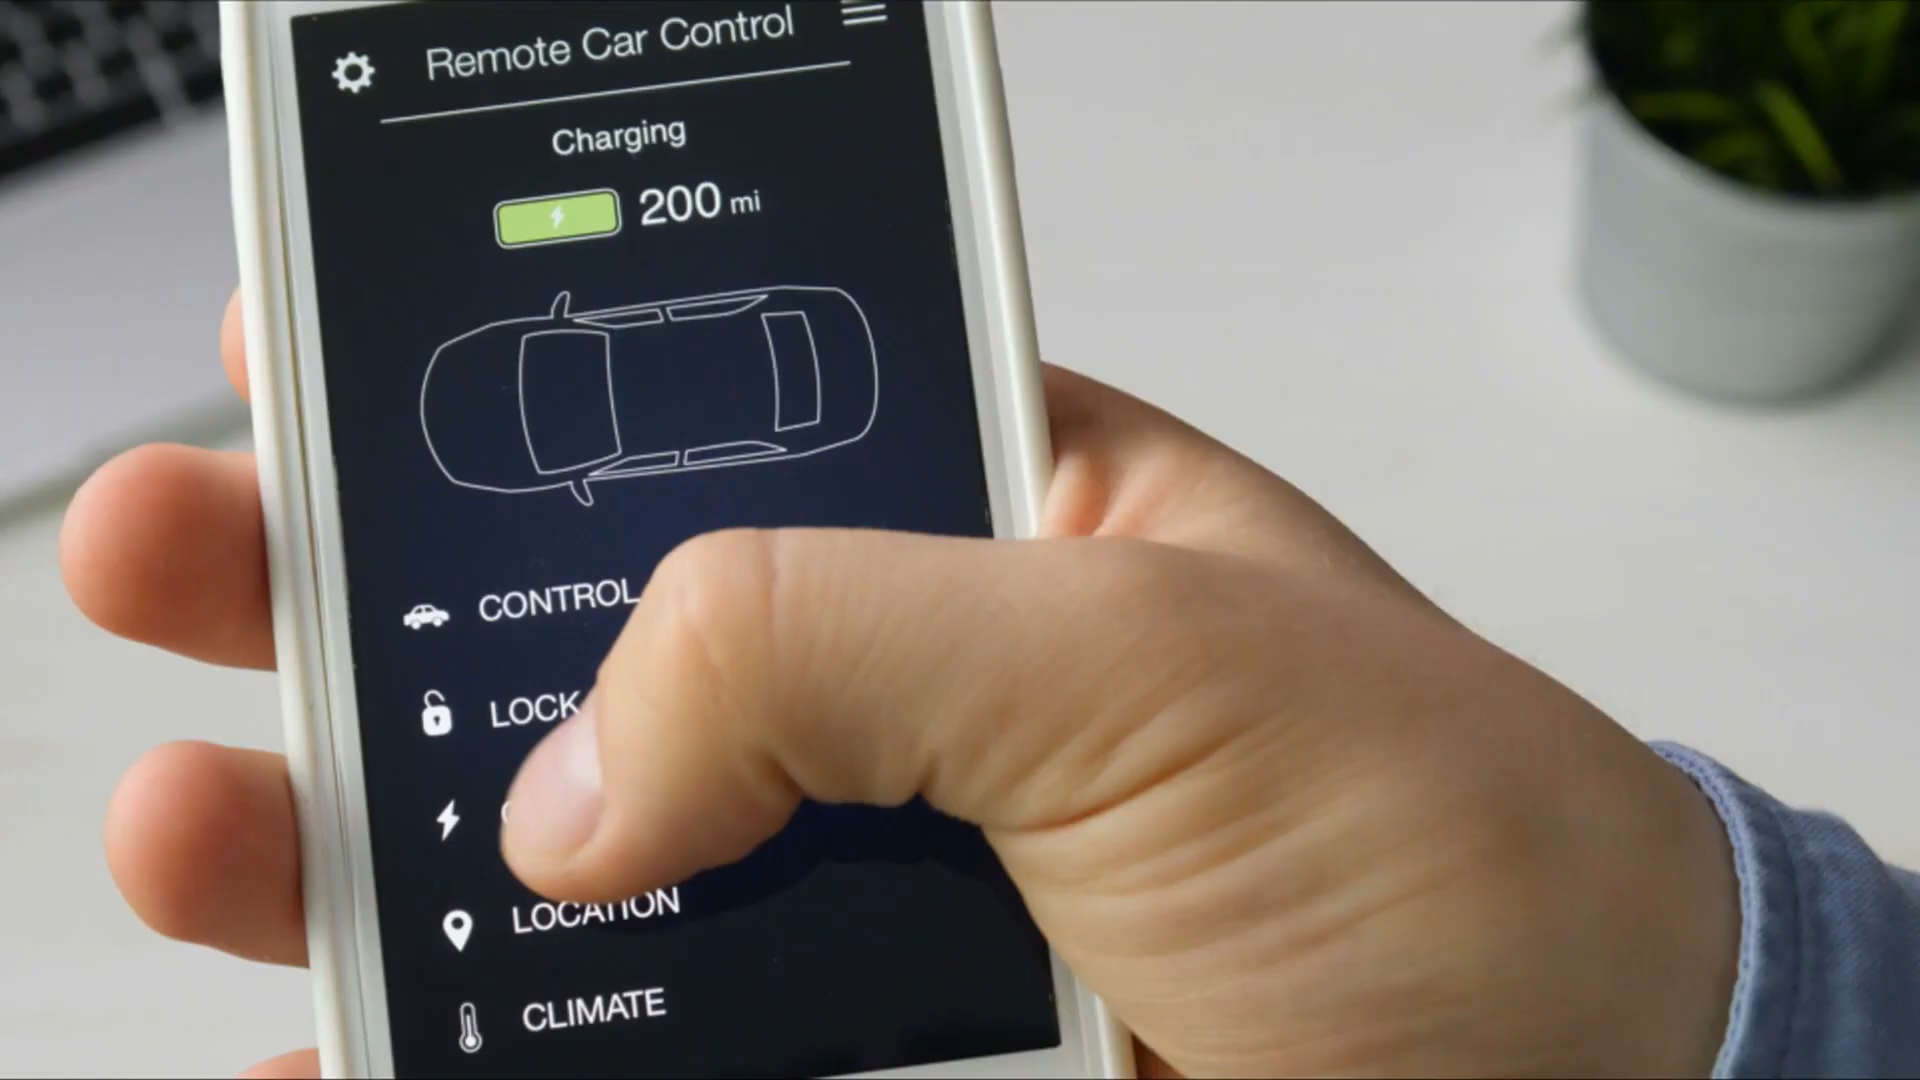 Remote Car Control
Charging
200 mi
CONTROL
LOCK
LOCATION
CLIMATE